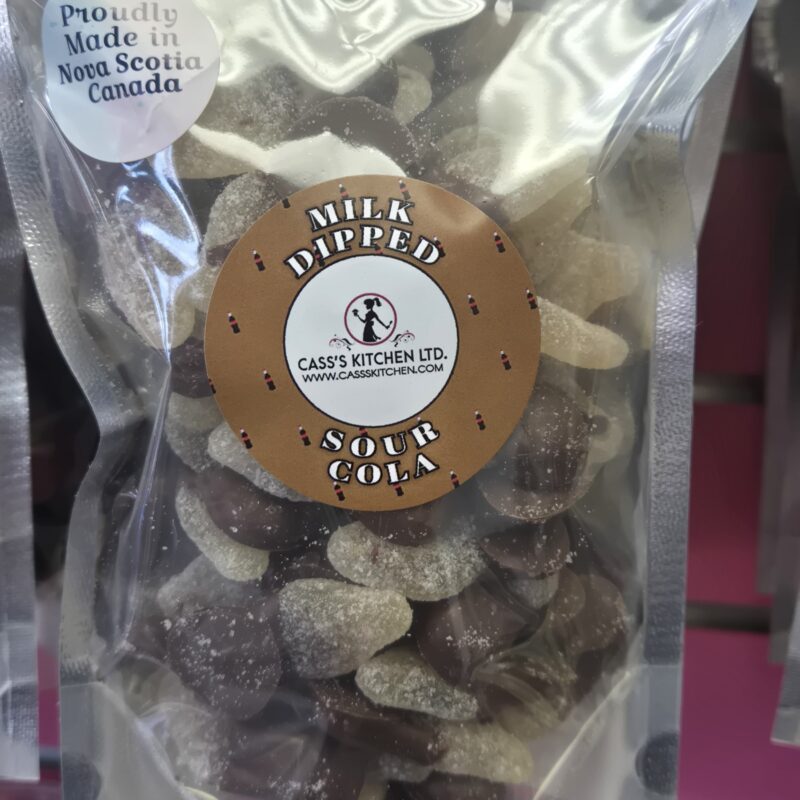 Proudly
Made in
Nova Scotia
Canada
MILK
DIPPED
CASS'S KITCHEN LTD.
WWW.CASSSKITCHEN.COM
SOUR
COLA